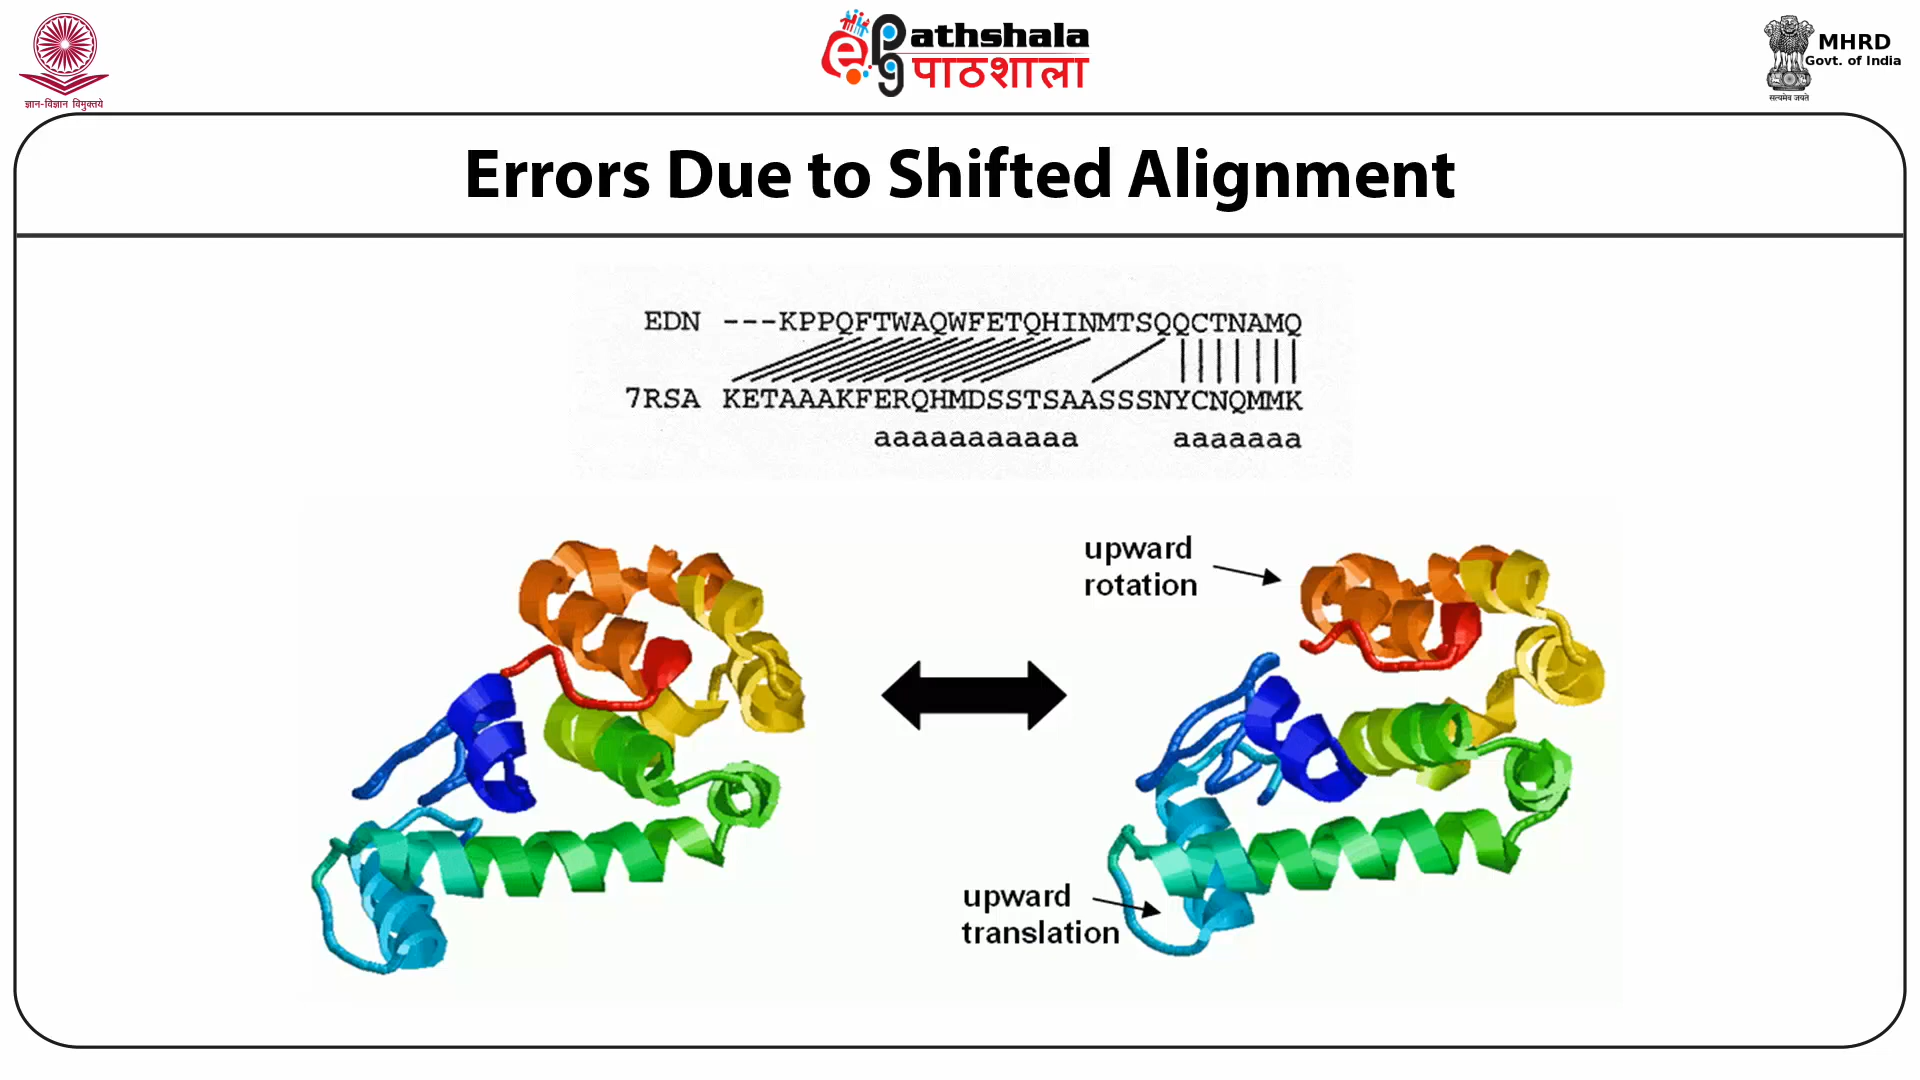 ज्ञान-विज्ञान विमुक्तये
ePgathshala
पाठशाला
MHRD
Govt. of India
सत्यमेव जयते
Errors Due to Shifted Alignment
EDN ---KPPQFTWAQWFETQHINMTSQQCTNAMQ
7RSA KETAAAKFERQHMDSSTSAASSSNYCNQMMK
aaaaaaaaaaa aaaaaaa
upward
rotation
upward
translation